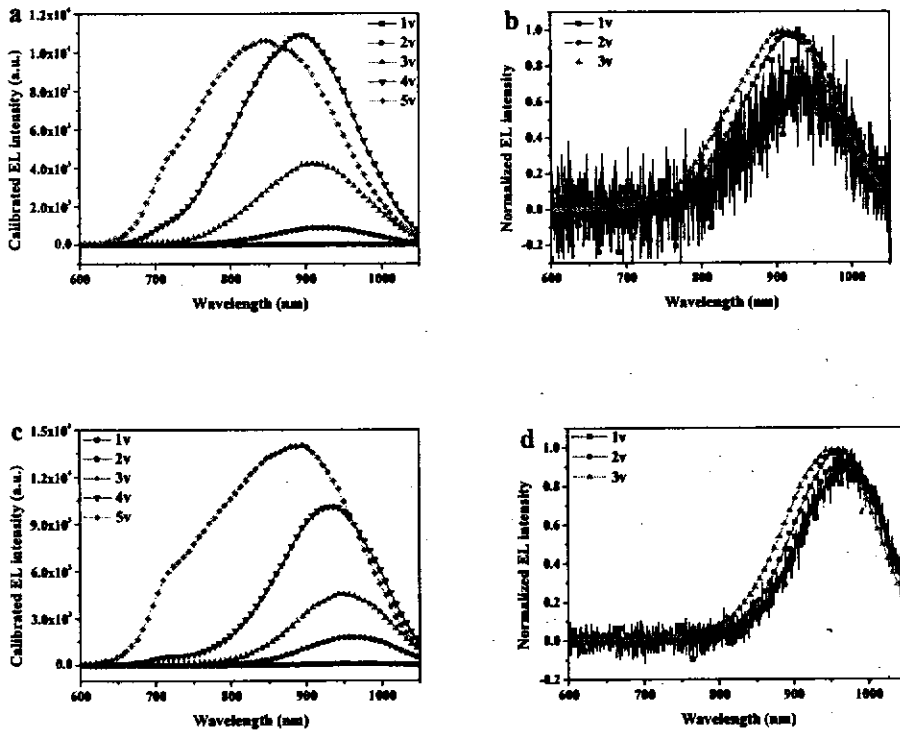 a
Calibrated EL intensity (a.u.)
1.2x10⁴
1.0x10⁴
8.0x10³
6.0x10³
4.0x10³
2.0x10³
0.0
600 700 800 900 1000
Wavelength (nm)
1v
2v
3v
4v
5v
b
Normalized EL intensity
1.0
0.8
0.6
0.4
0.2
0.0
-0.2
600 700 800 900 1000
Wavelength (nm)
1v
2v
3v
c
Calibrated EL intensity (a.u.)
1.5x10⁴
1.2x10⁴
9.0x10³
6.0x10³
3.0x10³
0.0
600 700 800 900 1000
Wavelength (nm)
1v
2v
3v
4v
5v
d
Normalized EL intensity
1.0
0.8
0.6
0.4
0.2
0.0
-0.2
600 700 800 900 1000
Wavelength (nm)
1v
2v
3v